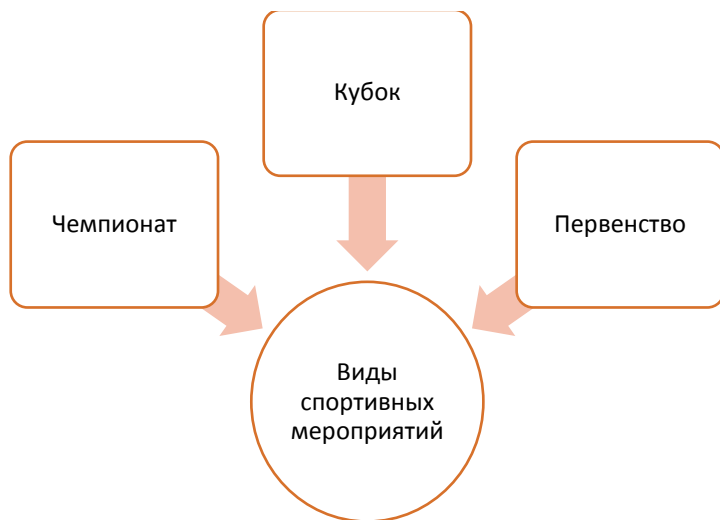 Кубок
Чемпионат
Первенство
Виды
спортивных
мероприятий